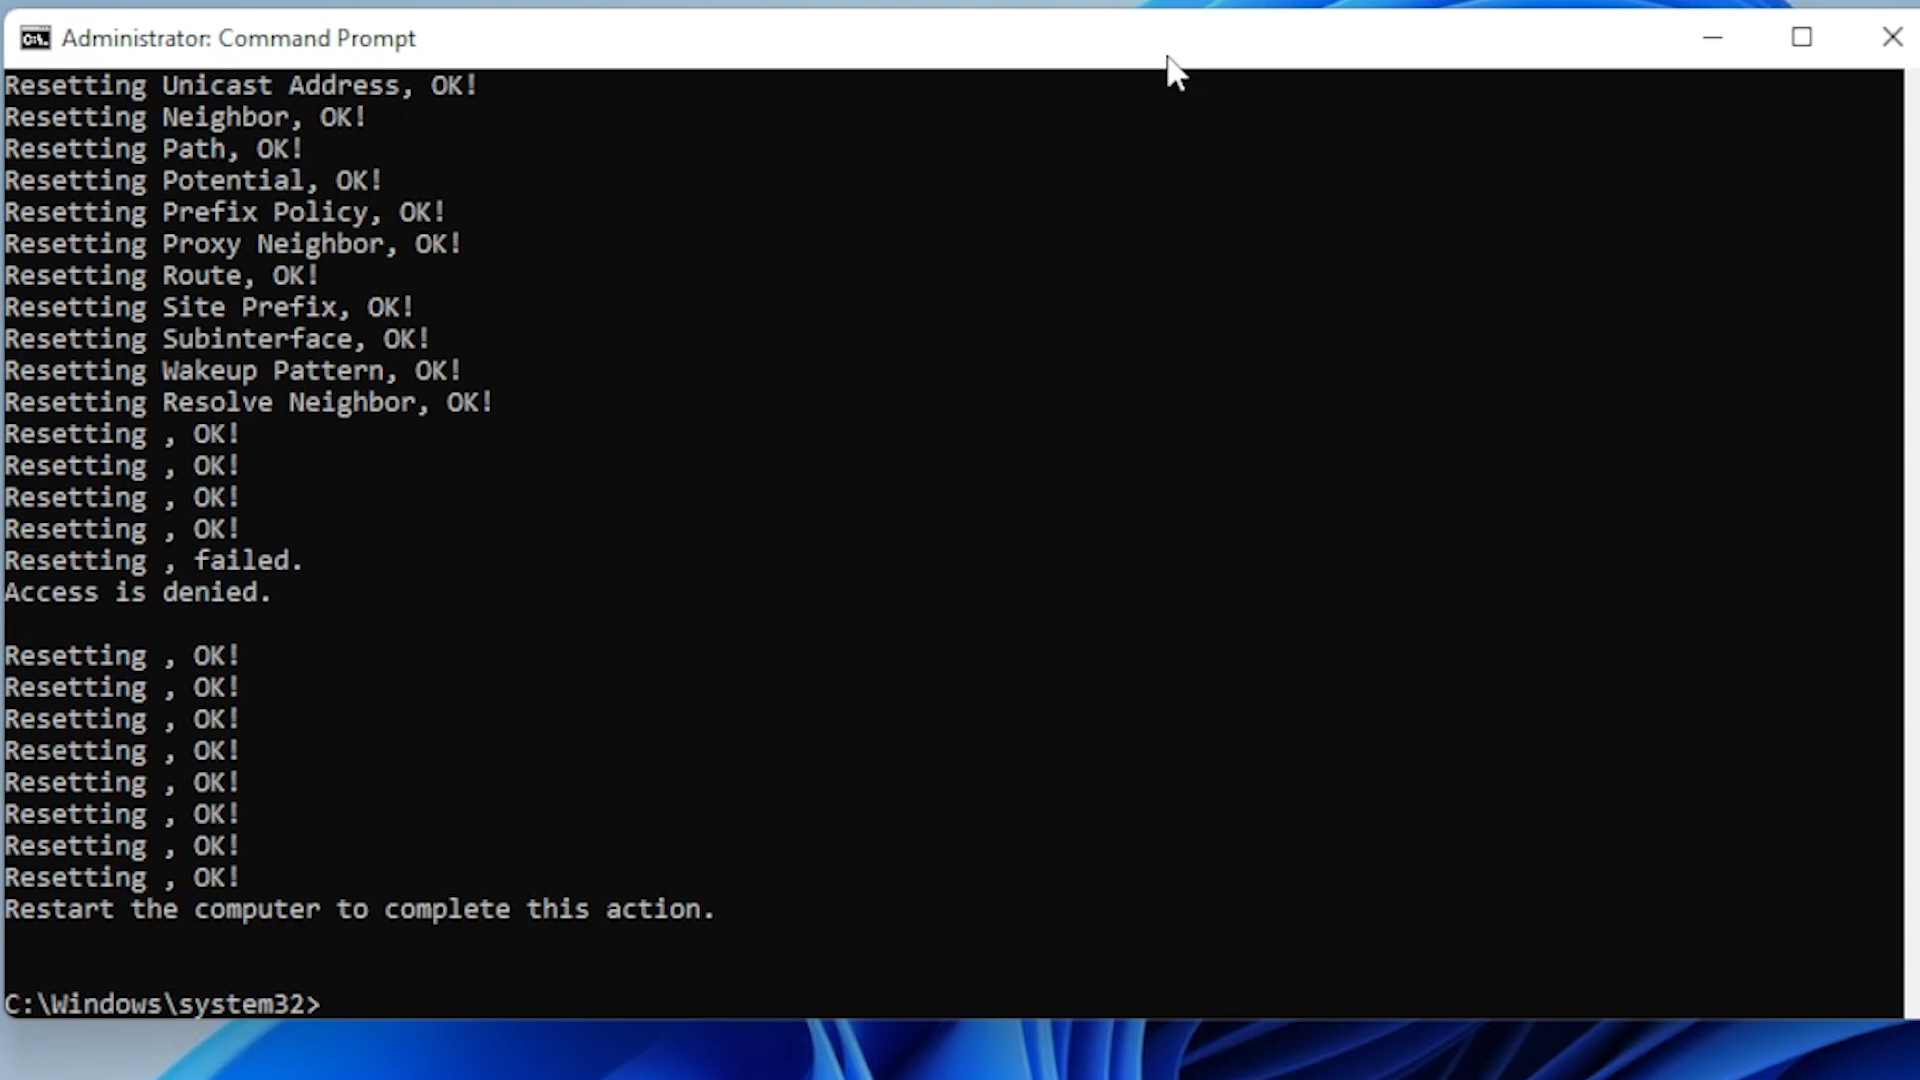 Administrator: Command Prompt
Resetting Unicast Address, OK!
Resetting Neighbor, OK!
Resetting Path, OK!
Resetting Potential, OK!
Resetting Prefix Policy, OK!
Resetting Proxy Neighbor, OK!
Resetting Route, OK!
Resetting Site Prefix, OK!
Resetting Subinterface, OK!
Resetting Wakeup Pattern, OK!
Resetting Resolve Neighbor, OK!
Resetting , OK!
Resetting , OK!
Resetting , OK!
Resetting , OK!
Resetting , failed.
Access is denied.

Resetting , OK!
Resetting , OK!
Resetting , OK!
Resetting , OK!
Resetting , OK!
Resetting , OK!
Resetting , OK!
Resetting , OK!
Restart the computer to complete this action.

C:\Windows\system32>